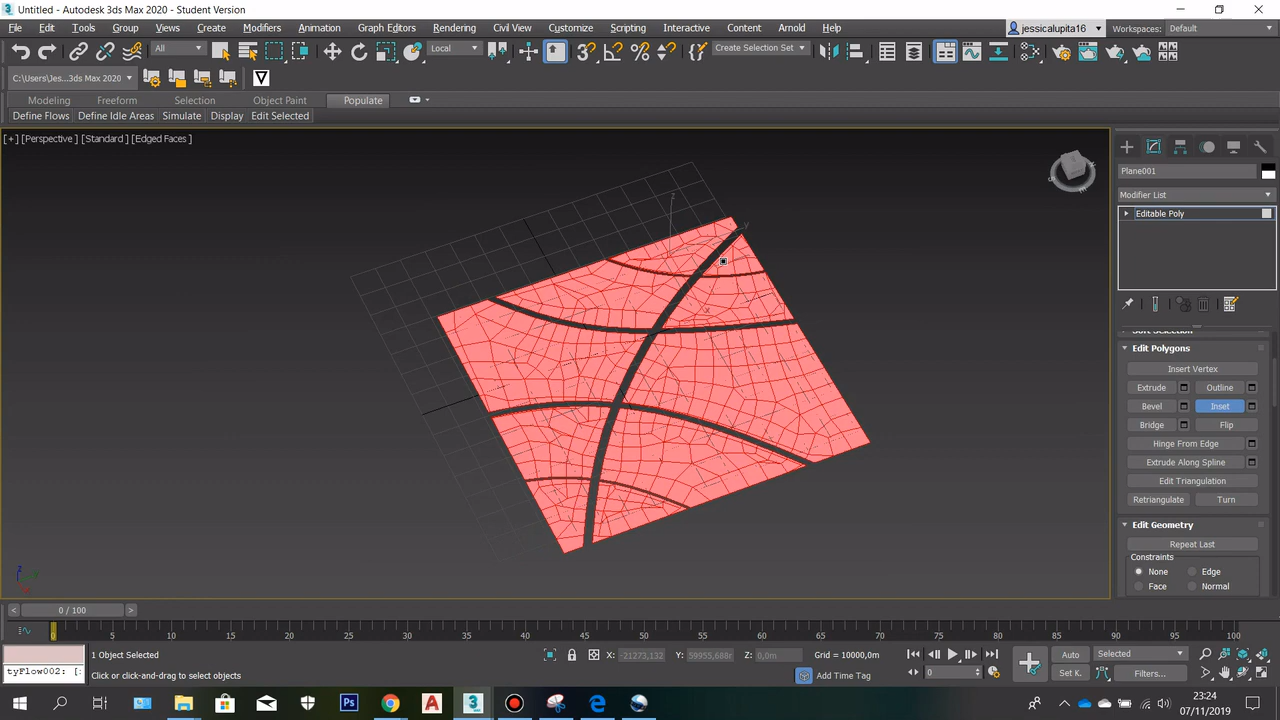 Untitled - Autodesk 3ds Max 2020 - Student Version
File Edit Tools Group Views Create Modifiers Animation Graph Editors Rendering Civil View Customize Scripting Interactive Content Arnold Help jessicalupita16 Workspaces: Default
All Local Create Selection Set
C:\Users\Jes...3ds Max 2020
Modeling Freeform Selection Object Paint Populate
Define Flows Define Idle Areas Simulate Display Edit Selected
[+] [Perspective ] [Standard ] [Edged Faces ]
Plane001
Modifier List
Editable Poly
Edit Polygons
Insert Vertex
Extrude Outline
Bevel Inset
Bridge Flip
Hinge From Edge
Extrude Along Spline
Edit Triangulation
Retriangulate Turn
Edit Geometry
Repeat Last
Constraints
None Edge
Face Normal
z
y
x
0 / 100
0 5 10 15 20 25 30 35 40 45 50 55 60 65 70 75 80 85 90 95 100
1 Object Selected X: -21273,132 Y: 59955,688m Z: 0,0m Grid = 10000,0m Auto Selected
tyFlow002: [: Click or click-and-drag to select objects Add Time Tag 0 Set K. Filters...
23:24
07/11/2019